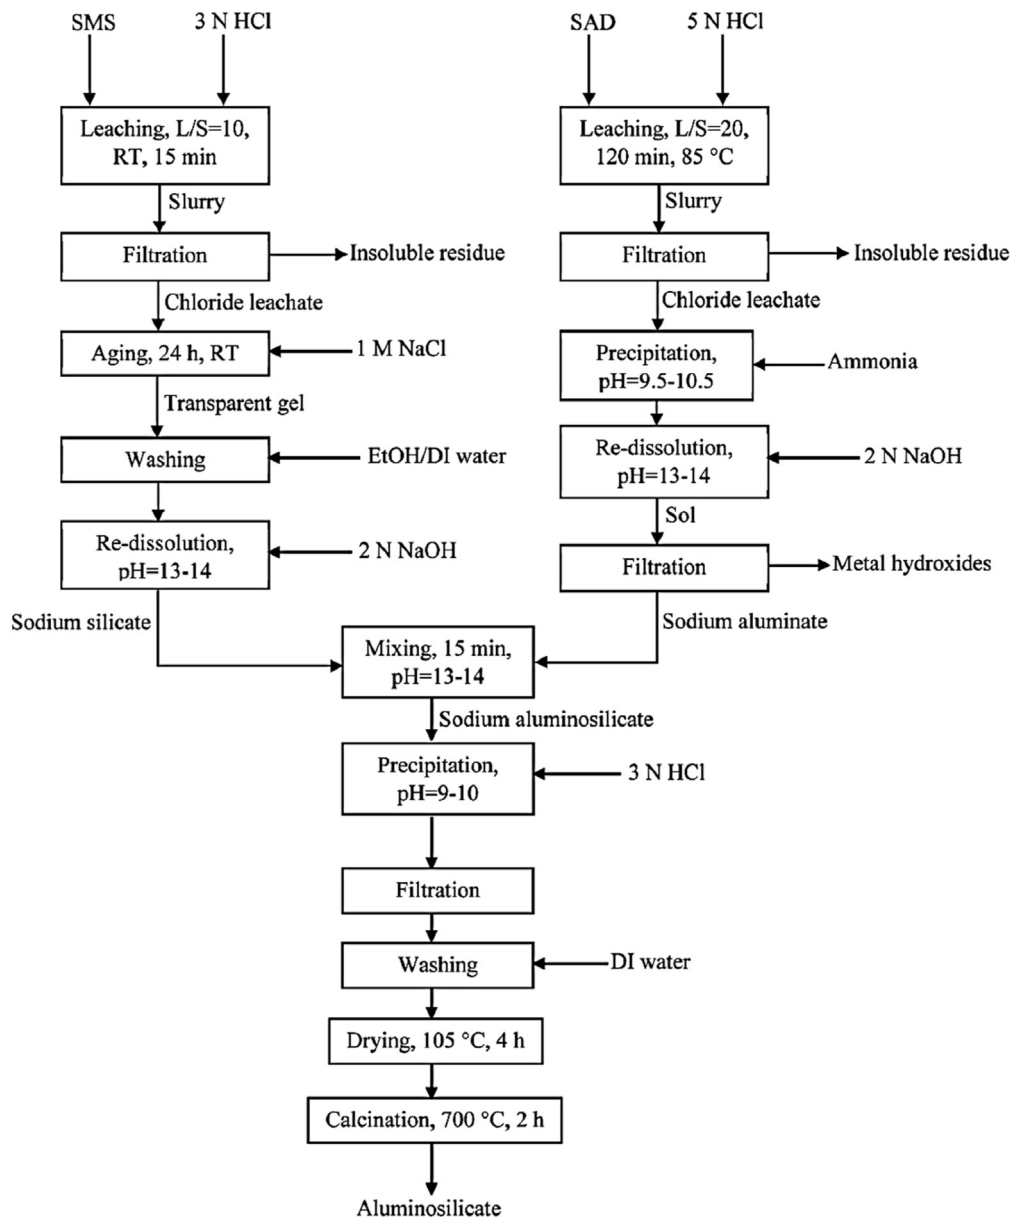 SMS
3 N HCl
SAD
5 N HCl
Leaching, L/S=10,
RT, 15 min
Leaching, L/S=20,
120 min, 85 °C
Slurry
Slurry
Filtration
Insoluble residue
Filtration
Insoluble residue
Chloride leachate
Chloride leachate
Aging, 24 h, RT
1 M NaCl
Precipitation,
pH=9.5-10.5
Ammonia
Transparent gel
Washing
EtOH/DI water
Re-dissolution,
pH=13-14
2 N NaOH
Sol
Re-dissolution,
pH=13-14
2 N NaOH
Filtration
Metal hydroxides
Sodium silicate
Sodium aluminate
Mixing, 15 min,
pH=13-14
Sodium aluminosilicate
Precipitation,
pH=9-10
3 N HCl
Filtration
Washing
DI water
Drying, 105 °C, 4 h
Calcination, 700 °C, 2 h
Aluminosilicate